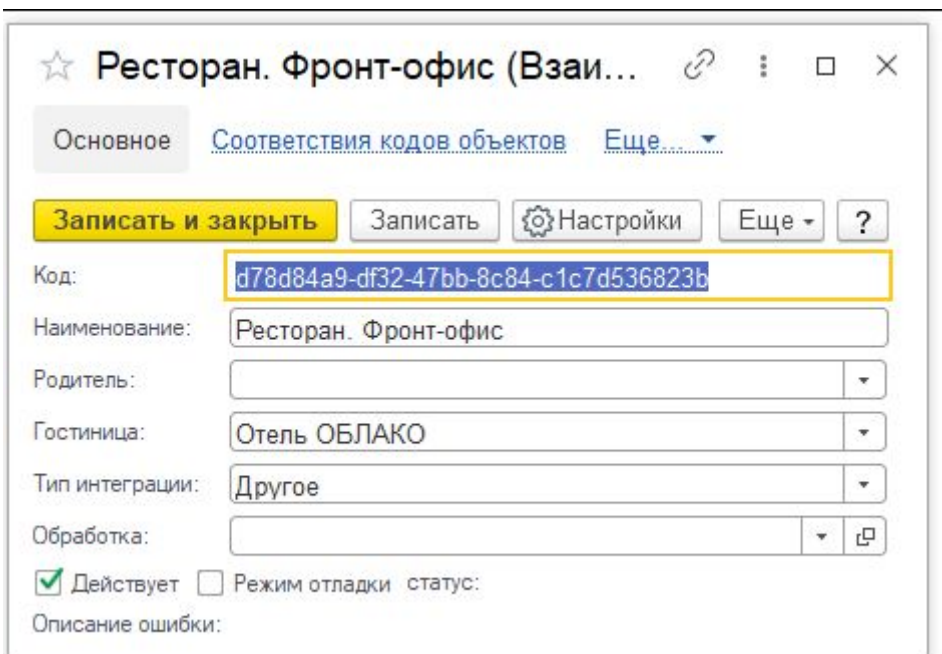 Ресторан. Фронт-офис (Взаи...
Основное Соответствия кодов объектов Еще...
Записать и закрыть Записать Настройки Еще ?
Код: d78d84a9-df32-47bb-8c84-c1c7d536823b
Наименование: Ресторан. Фронт-офис
Родитель:
Гостиница: Отель ОБЛАКО
Тип интеграции: Другое
Обработка:
Действует Режим отладки статус:
Описание ошибки: